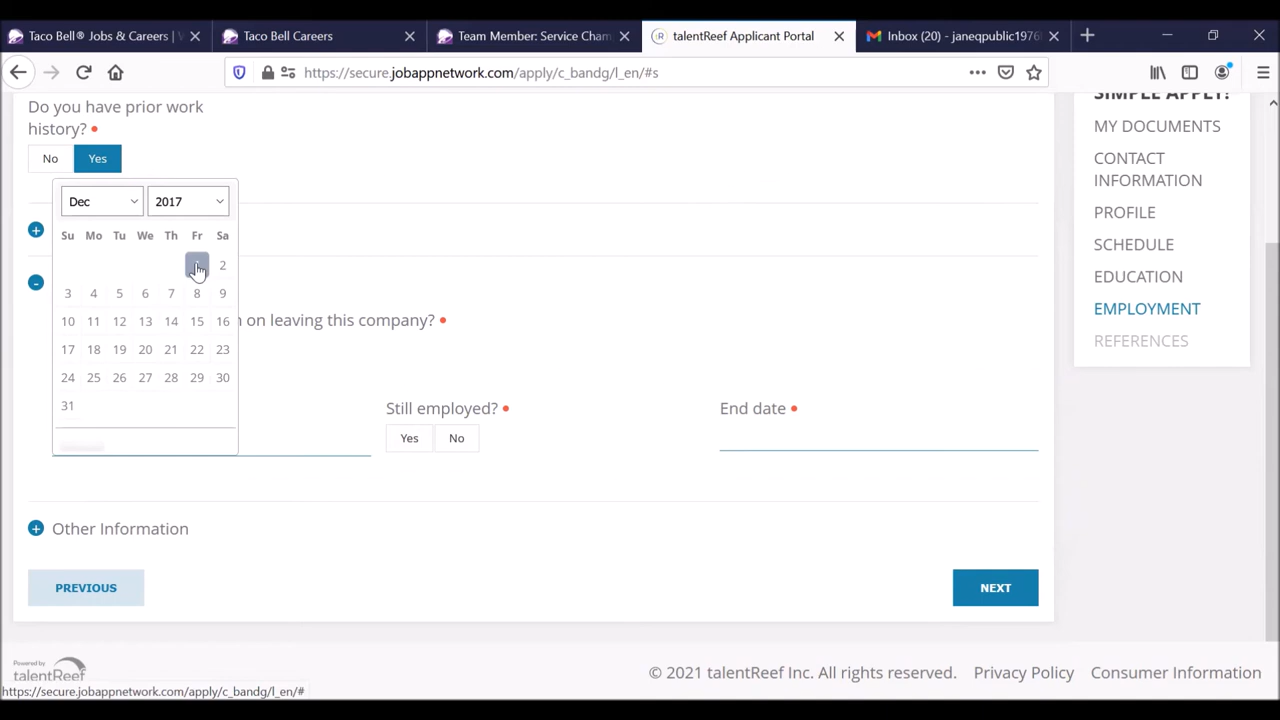 Taco Bell® Jobs & Careers | V
Taco Bell Careers
Team Member: Service Cham
talentReef Applicant Portal
Inbox (20) - janeqpublic1976
https://secure.jobappnetwork.com/apply/c_bandg/l_en/#s
Do you have prior work
history?
No Yes
Dec 2017
Su Mo Tu We Th Fr Sa
2
3 4 5 6 7 8 9
10 11 12 13 14 15 16
17 18 19 20 21 22 23
24 25 26 27 28 29 30
31
on leaving this company?
Still employed?
Yes No
End date
Other Information
PREVIOUS
NEXT
SIMPLE APPLY!
MY DOCUMENTS
CONTACT
INFORMATION
PROFILE
SCHEDULE
EDUCATION
EMPLOYMENT
REFERENCES
Powered by
talentReef
© 2021 talentReef Inc. All rights reserved. Privacy Policy Consumer Information
https://secure.jobappnetwork.com/apply/c_bandg/l_en/#